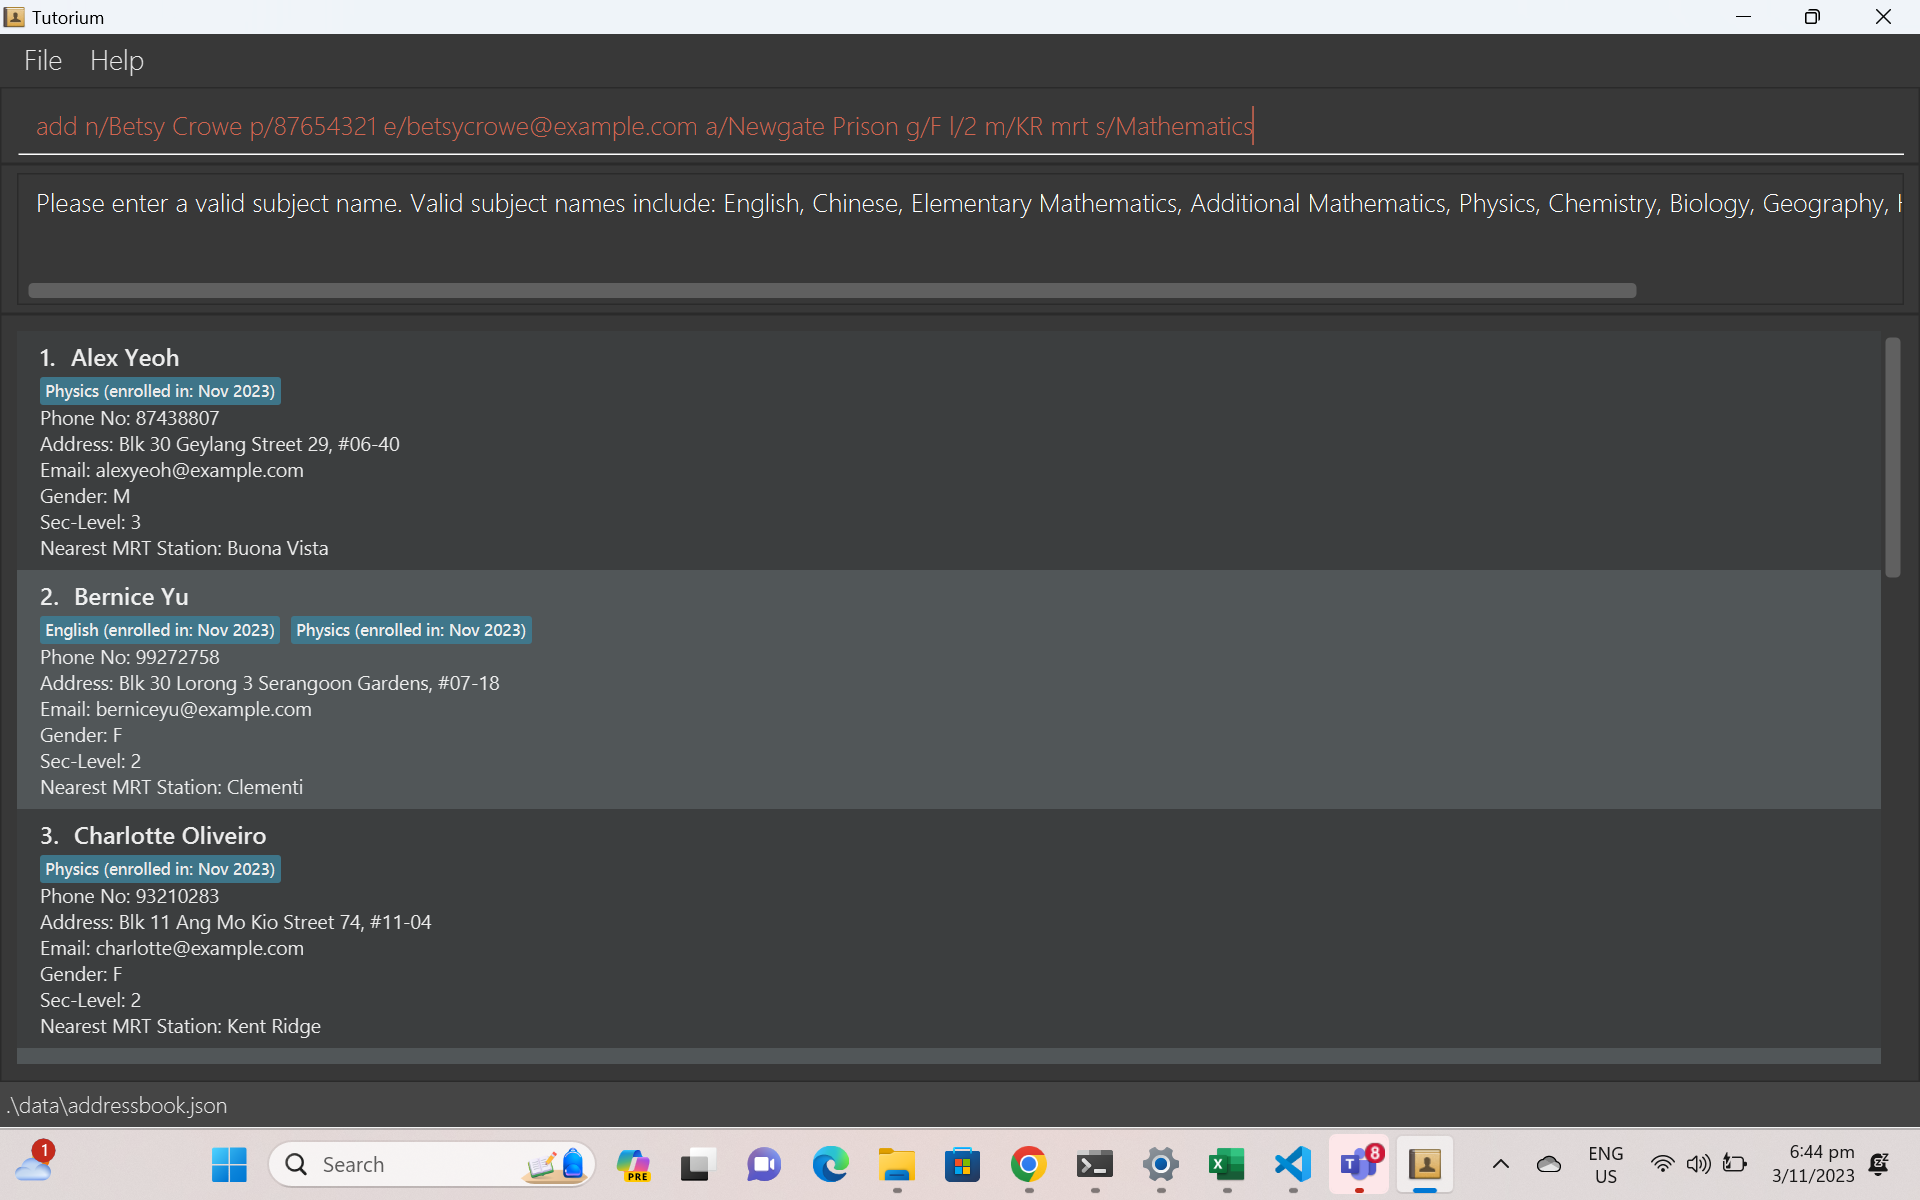 Tutorium
File Help
add n/Betsy Crowe p/87654321 e/betsycrowe@example.com a/Newgate Prison g/F l/2 m/KR mrt s/Mathematics
Please enter a valid subject name. Valid subject names include: English, Chinese, Elementary Mathematics, Additional Mathematics, Physics, Chemistry, Biology, Geography,
1. Alex Yeoh
Physics (enrolled in: Nov 2023)
Phone No: 87438807
Address: Blk 30 Geylang Street 29, #06-40
Email: alexyeoh@example.com
Gender: M
Sec-Level: 3
Nearest MRT Station: Buona Vista
2. Bernice Yu
English (enrolled in: Nov 2023) Physics (enrolled in: Nov 2023)
Phone No: 99272758
Address: Blk 30 Lorong 3 Serangoon Gardens, #07-18
Email: berniceyu@example.com
Gender: F
Sec-Level: 2
Nearest MRT Station: Clementi
3. Charlotte Oliveiro
Physics (enrolled in: Nov 2023)
Phone No: 93210283
Address: Blk 11 Ang Mo Kio Street 74, #11-04
Email: charlotte@example.com
Gender: F
Sec-Level: 2
Nearest MRT Station: Kent Ridge
.\data\addressbook.json
1
Search
PRE
8
ENG
US
6:44 pm
3/11/2023